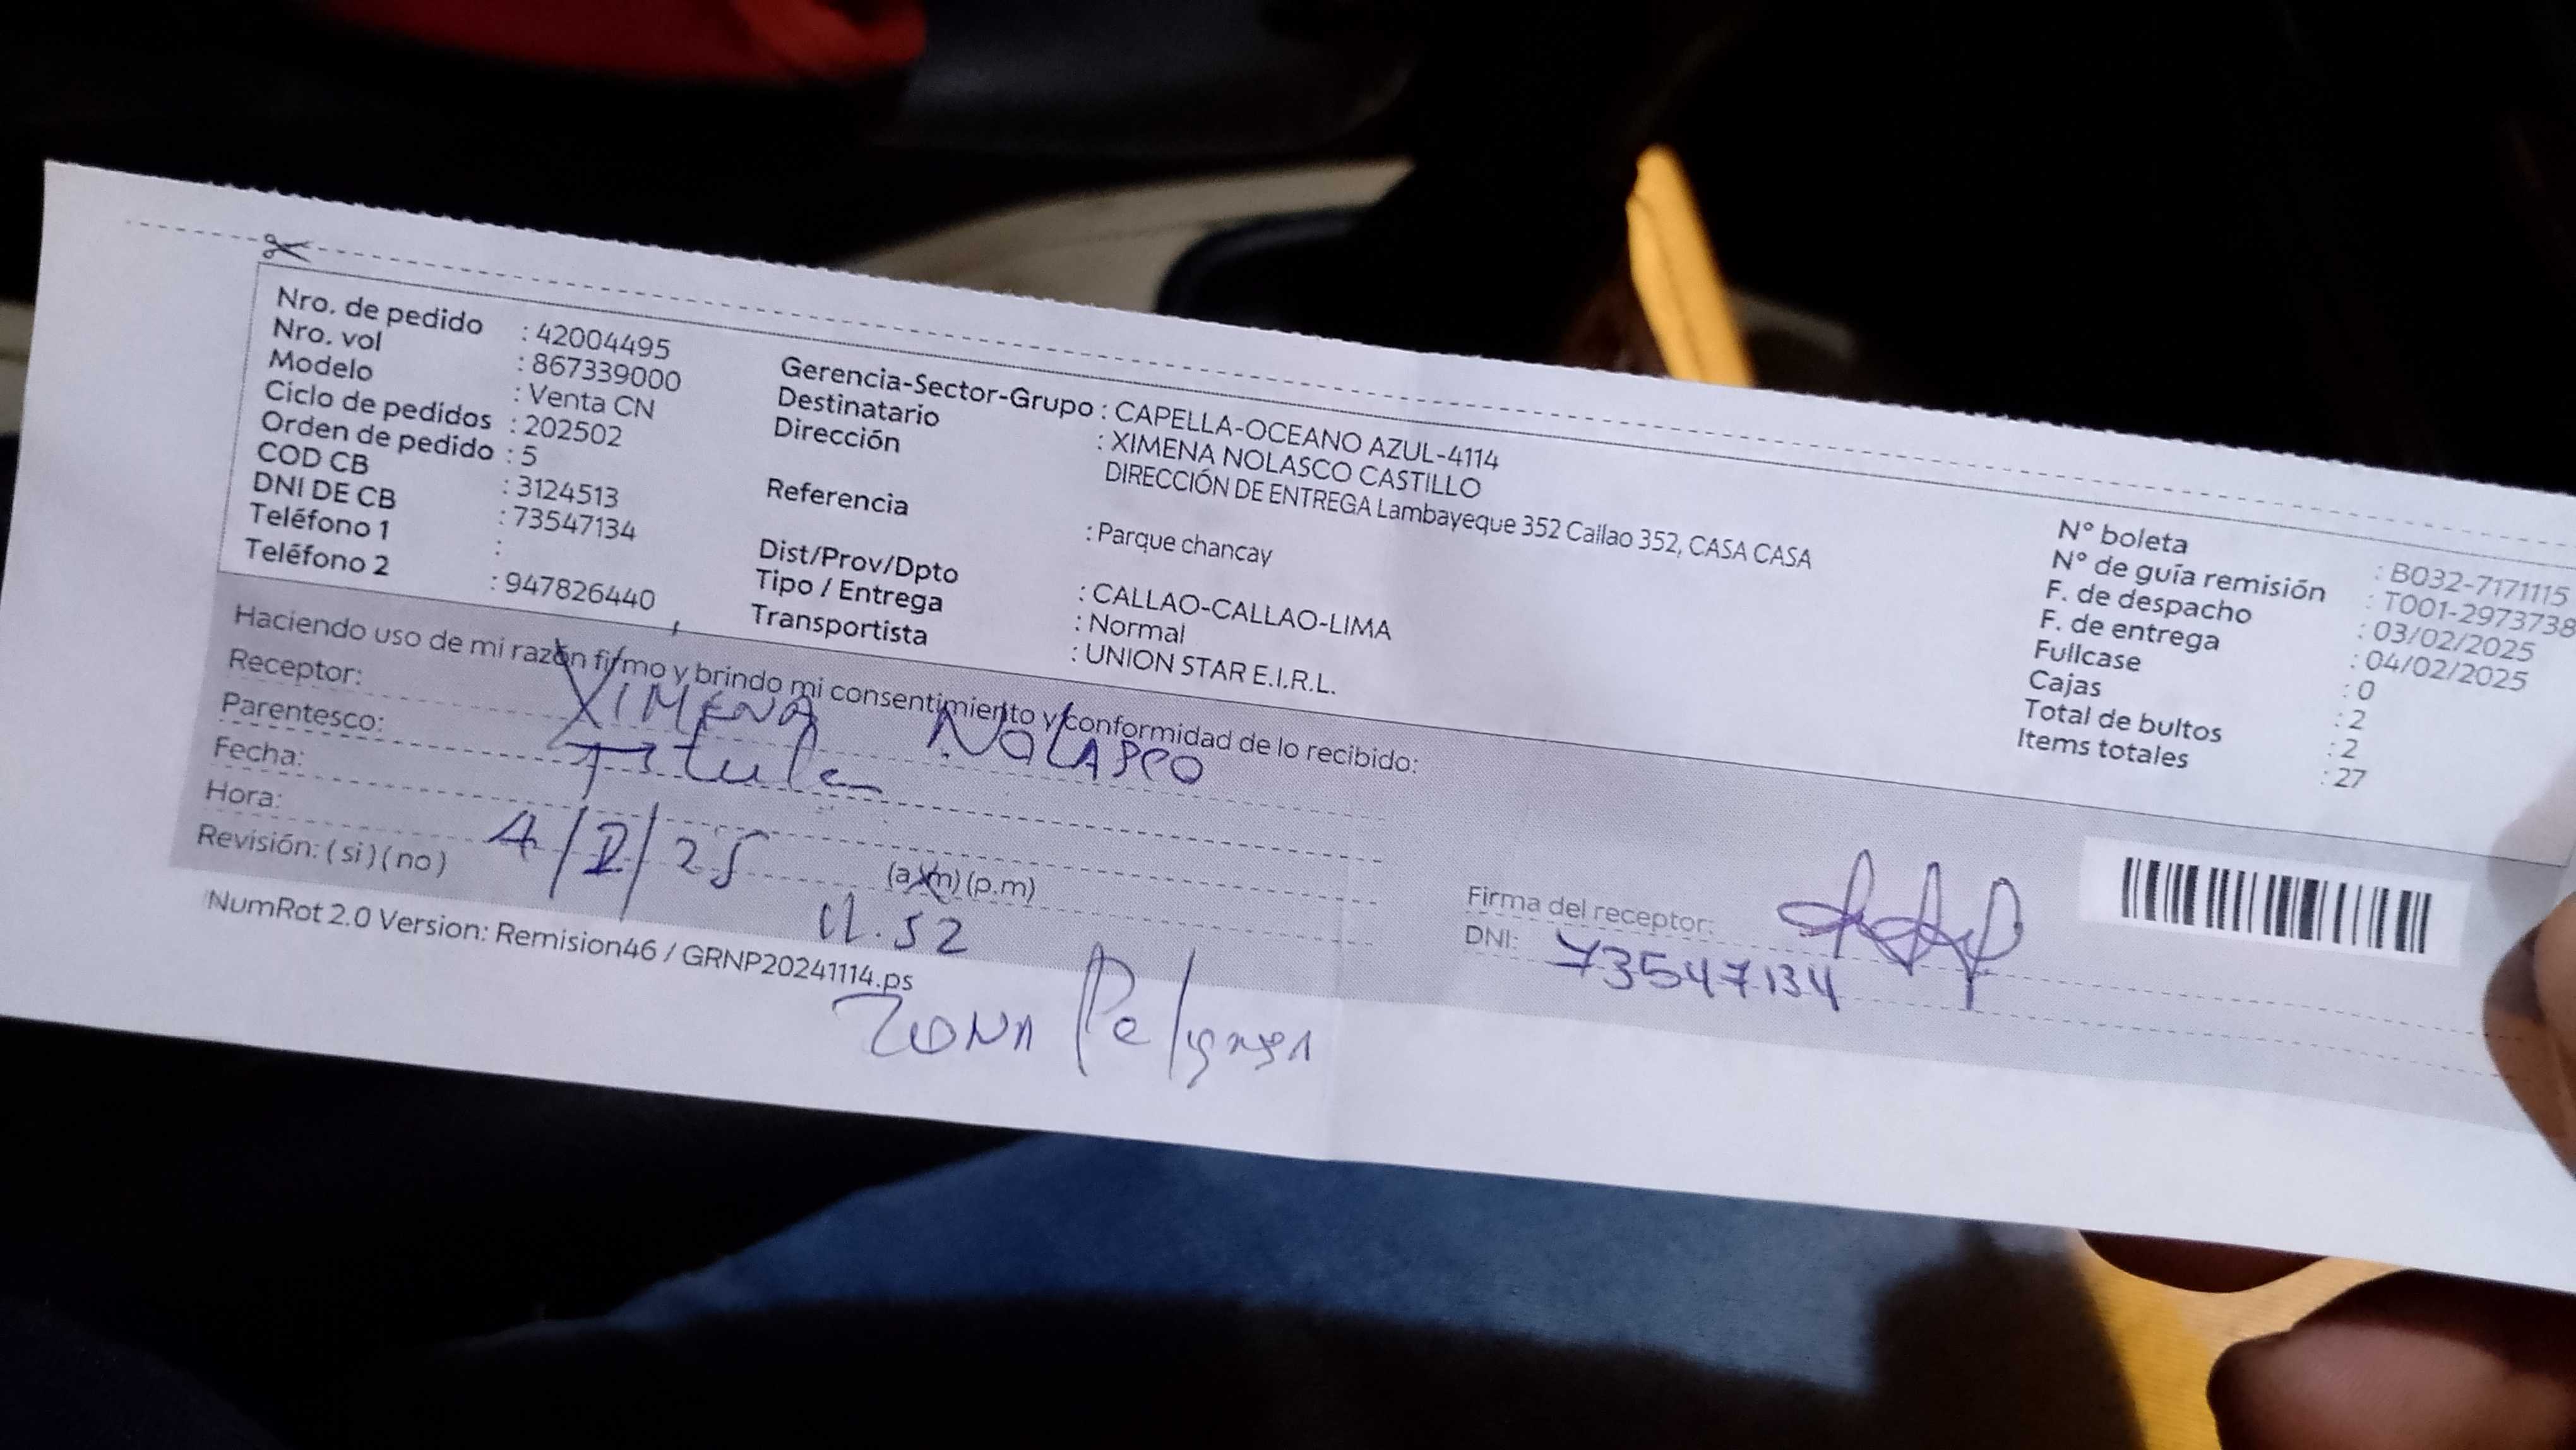 Nro. de pedido : 42004495
Nro. vol : 867339000
Modelo : Venta CN
Ciclo de pedidos : 202502
Orden de pedido : 5
COD CB : 3124513
DNI DE CB : 73547134
Teléfono 1 :
Teléfono 2 : 947826440
Gerencia-Sector-Grupo : CAPELLA-OCEANO AZUL-4114
Destinatario : XIMENA NOLASCO CASTILLO
Dirección DIRECCIÓN DE ENTREGA Lambayeque 352 Callao 352, CASA CASA
Referencia : Parque chancay
Dist/Prov/Dpto : CALLAO-CALLAO-LIMA
Tipo / Entrega : Normal
Transportista : UNION STAR E.I.R.L.
N° boleta : B032-7171115
N° de guía remisión : T001-2973738
F. de despacho : 03/02/2025
F. de entrega : 04/02/2025
Fullcase : 0
Cajas : 2
Total de bultos : 2
Items totales : 27
Haciendo uso de mi razón firmo y brindo mi consentimiento y conformidad de lo recibido:
Receptor: XIMENA NOLASCO
Parentesco:
Fecha: 4/2/25
Hora: (a.m) (p.m)
Revisión: ( si ) ( no )
Firma del receptor:
DNI: 73547134
NumRot 2.0 Version: Remision46 / GRNP20241114.ps
ZONA